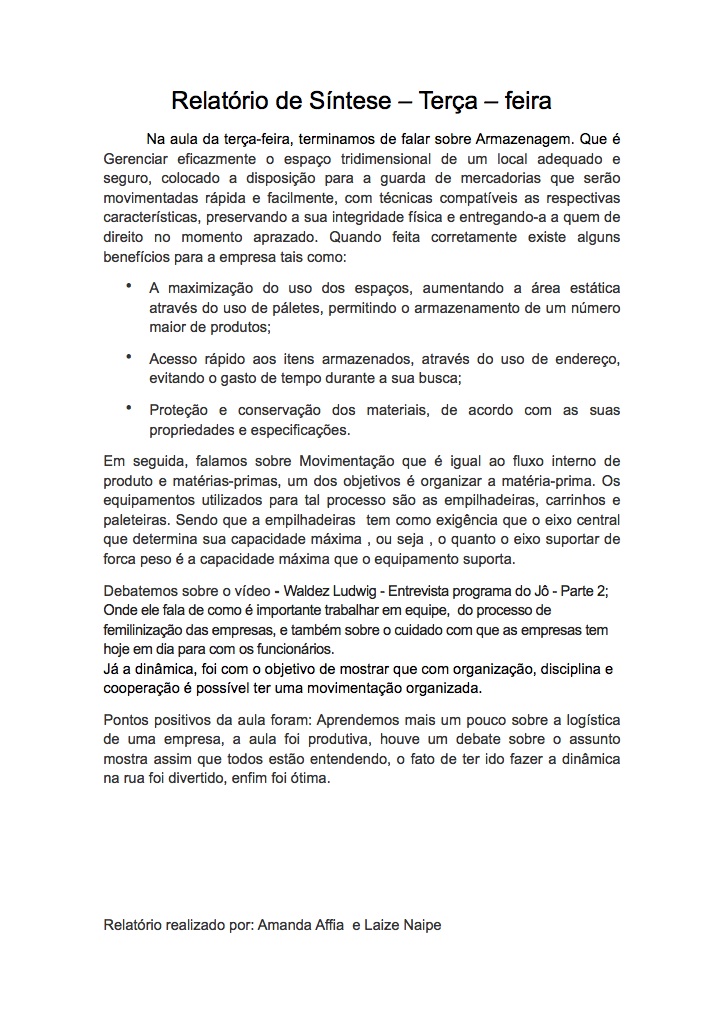 Relatório de Síntese – Terça – feira
Na aula da terça-feira, terminamos de falar sobre Armazenagem. Que é
Gerenciar eficazmente o espaço tridimensional de um local adequado e
seguro, colocado a disposição para a guarda de mercadorias que serão
movimentadas rápida e facilmente, com técnicas compatíveis as respectivas
características, preservando a sua integridade física e entregando-a a quem de
direito no momento aprazado. Quando feita corretamente existe alguns
benefícios para a empresa tais como:
• A maximização do uso dos espaços, aumentando a área estática
através do uso de páletes, permitindo o armazenamento de um número
maior de produtos;
• Acesso rápido aos itens armazenados, através do uso de endereço,
evitando o gasto de tempo durante a sua busca;
• Proteção e conservação dos materiais, de acordo com as suas
propriedades e especificações.
Em seguida, falamos sobre Movimentação que é igual ao fluxo interno de
produto e matérias-primas, um dos objetivos é organizar a matéria-prima. Os
equipamentos utilizados para tal processo são as empilhadeiras, carrinhos e
paleteiras. Sendo que a empilhadeiras  tem como exigência que o eixo central
que determina sua capacidade máxima , ou seja , o quanto o eixo suportar de
forca peso é a capacidade máxima que o equipamento suporta.
Debatemos sobre o vídeo - Waldez Ludwig - Entrevista programa do Jô - Parte 2;
Onde ele fala de como é importante trabalhar em equipe,  do processo de
femilinização das empresas, e também sobre o cuidado com que as empresas tem
hoje em dia para com os funcionários.
Já a dinâmica, foi com o objetivo de mostrar que com organização, disciplina e
cooperação é possível ter uma movimentação organizada.
Pontos positivos da aula foram: Aprendemos mais um pouco sobre a logística
de uma empresa, a aula foi produtiva, houve um debate sobre o assunto
mostra assim que todos estão entendendo, o fato de ter ido fazer a dinâmica
na rua foi divertido, enfim foi ótima.
Relatório realizado por: Amanda Affia  e Laize Naipe